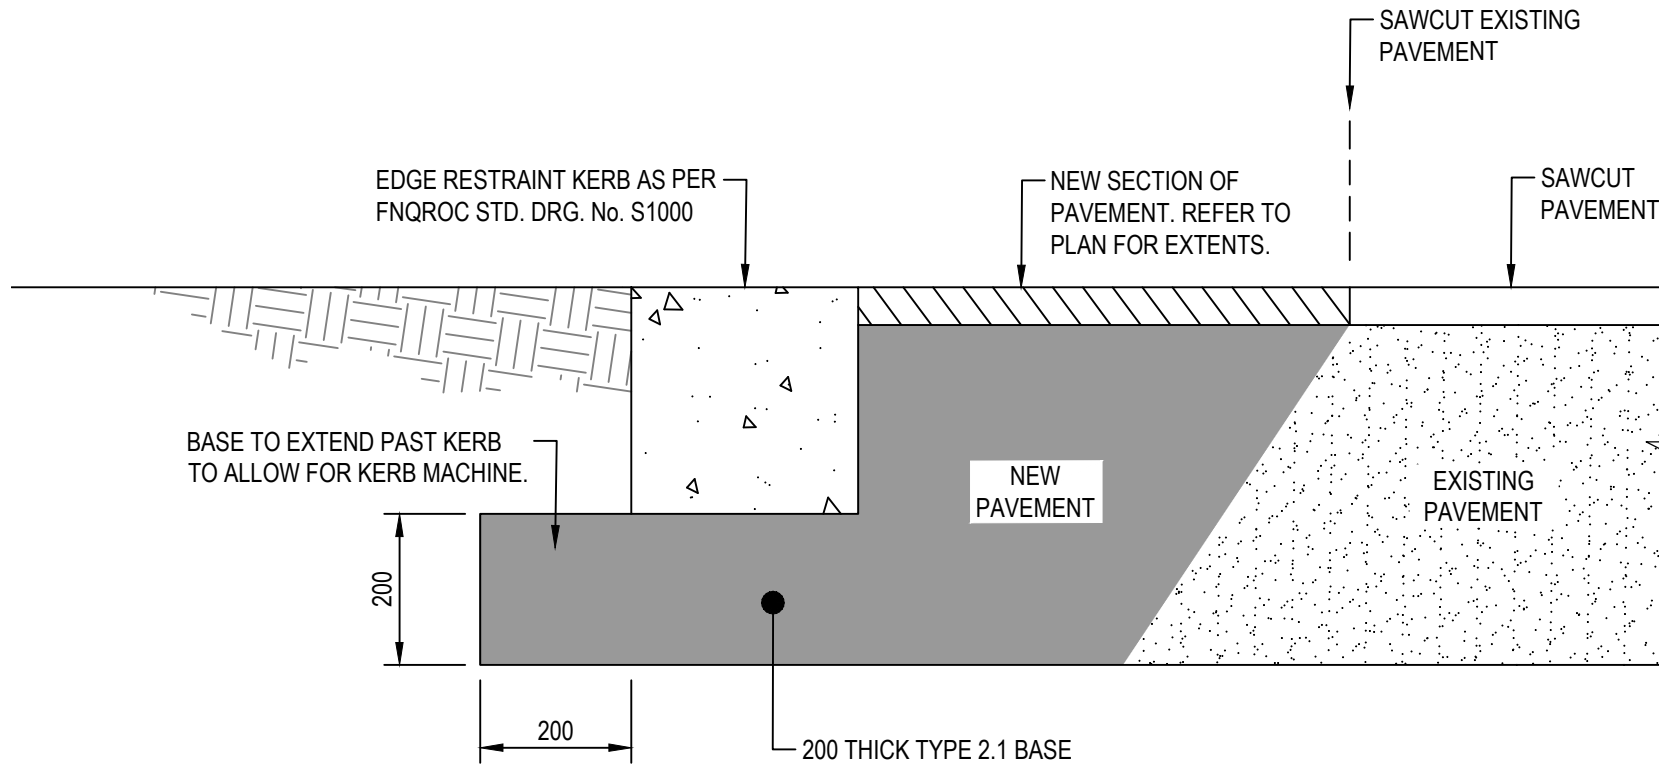 SAWCUT EXISTING
PAVEMENT
EDGE RESTRAINT KERB AS PER
FNQROC STD. DRG. No. S1000
NEW SECTION OF
PAVEMENT. REFER TO
PLAN FOR EXTENTS.
SAWCUT
PAVEMENT
BASE TO EXTEND PAST KERB
TO ALLOW FOR KERB MACHINE.
NEW
PAVEMENT
EXISTING
PAVEMENT
200
200
200 THICK TYPE 2.1 BASE